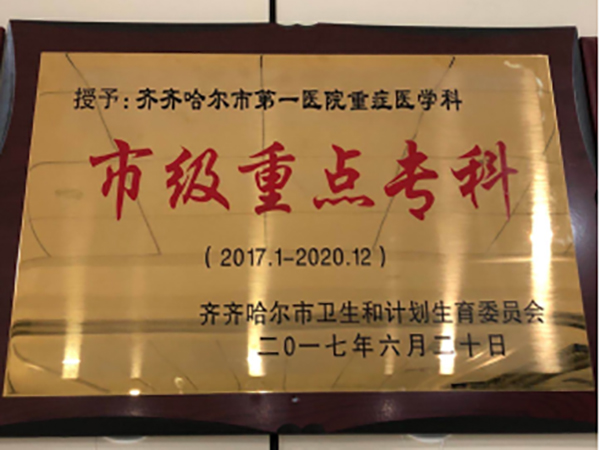 授予：齐齐哈尔市第一医院重症医学科
市级重点专科
（2017.1-2020.12）
齐齐哈尔市卫生和计划生育委员会
二0一七年六月二十日